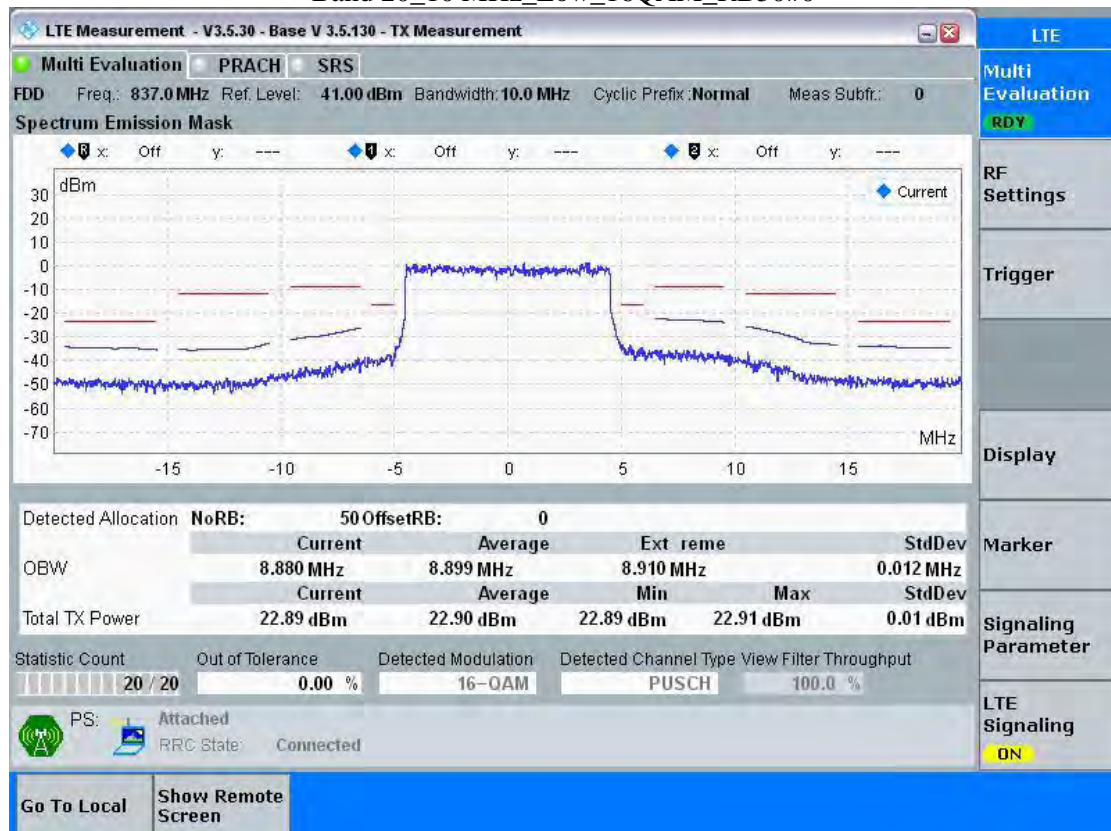 LTE Measurement - V3.5.30 - Base V 3.5.130 - TX Measurement
LTE
Multi Evaluation PRACH SRS
Multi Evaluation
RDY
FDD Freq.: 837.0 MHz Ref. Level: 41.00 dBm Bandwidth: 10.0 MHz Cyclic Prefix :Normal Meas Subfr.: 0
Spectrum Emission Mask
R x: Off y: --- 1 x: Off y: --- 2 x: Off y: ---
dBm
Current
30
20
10
0
-10
-20
-30
-40
-50
-60
-70
MHz
-15 -10 -5 0 5 10 15
RF Settings
Trigger
Display
Marker
Signaling Parameter
LTE Signaling
ON
Detected Allocation NoRB: 50 OffsetRB: 0
Current Average Ext reme StdDev
OBW 8.880 MHz 8.899 MHz 8.910 MHz 0.012 MHz
Current Average Min Max StdDev
Total TX Power 22.89 dBm 22.90 dBm 22.89 dBm 22.91 dBm 0.01 dBm
Statistic Count Out of Tolerance Detected Modulation Detected Channel Type View Filter Throughput
20 / 20 0.00 % 16-QAM PUSCH 100.0 %
PS: Attached
RRC State: Connected
Go To Local
Show Remote Screen